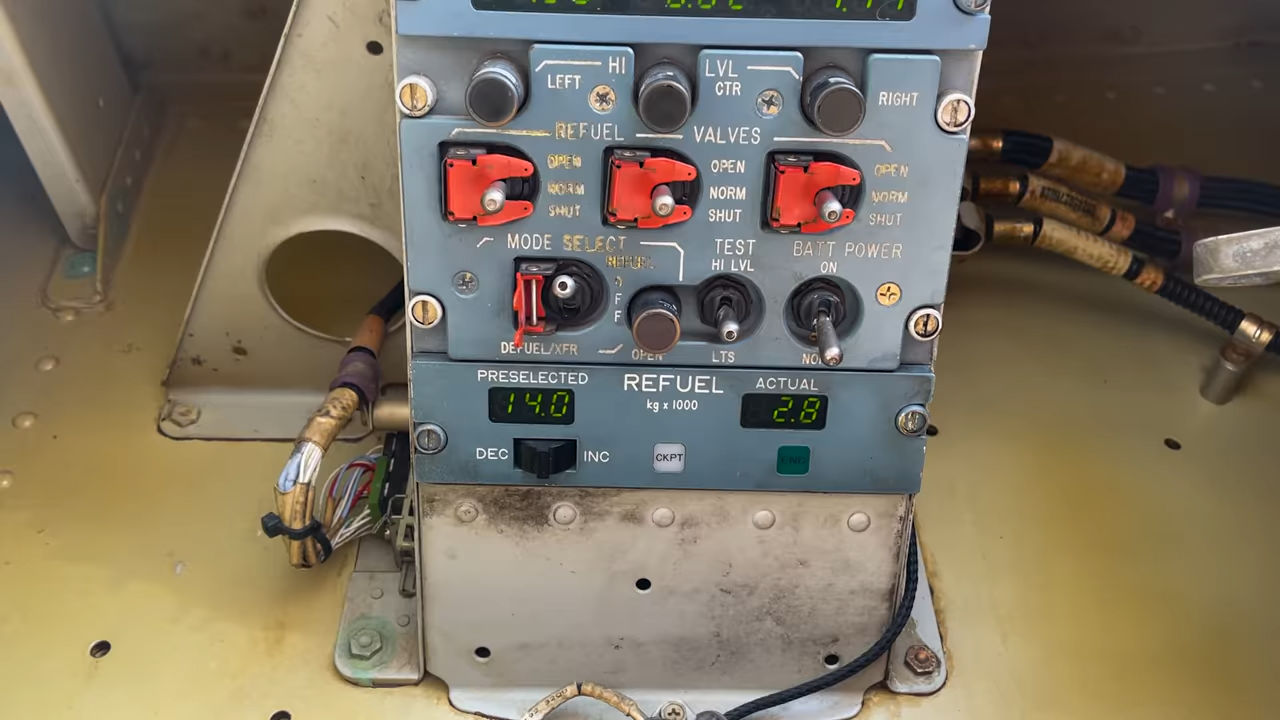 HI
LVL
LEFT
CTR
RIGHT
REFUEL VALVES
OPEN
NORM
SHUT
OPEN
NORM
SHUT
OPEN
NORM
SHUT
MODE SELECT
REFUEL
OFF
DEFUEL/XFR
OPEN
TEST
HI LVL
LTS
BATT POWER
ON
PRESELECTED
REFUEL
ACTUAL
kg x 1000
14.0
2.8
DEC
INC
CKPT
END